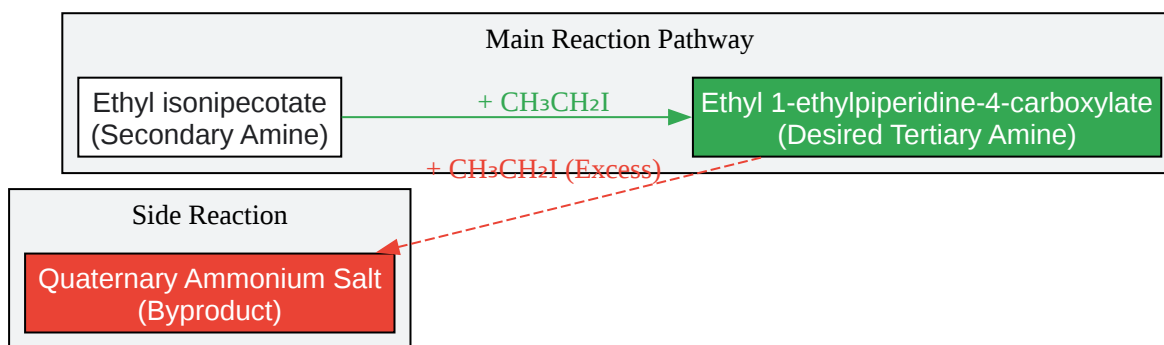 Main Reaction Pathway
Ethyl isonipecotate
(Secondary Amine)
+ CH₃CH₂I
Ethyl 1-ethylpiperidine-4-carboxylate
(Desired Tertiary Amine)
+ CH₃CH₂I (Excess)
Side Reaction
Quaternary Ammonium Salt
(Byproduct)